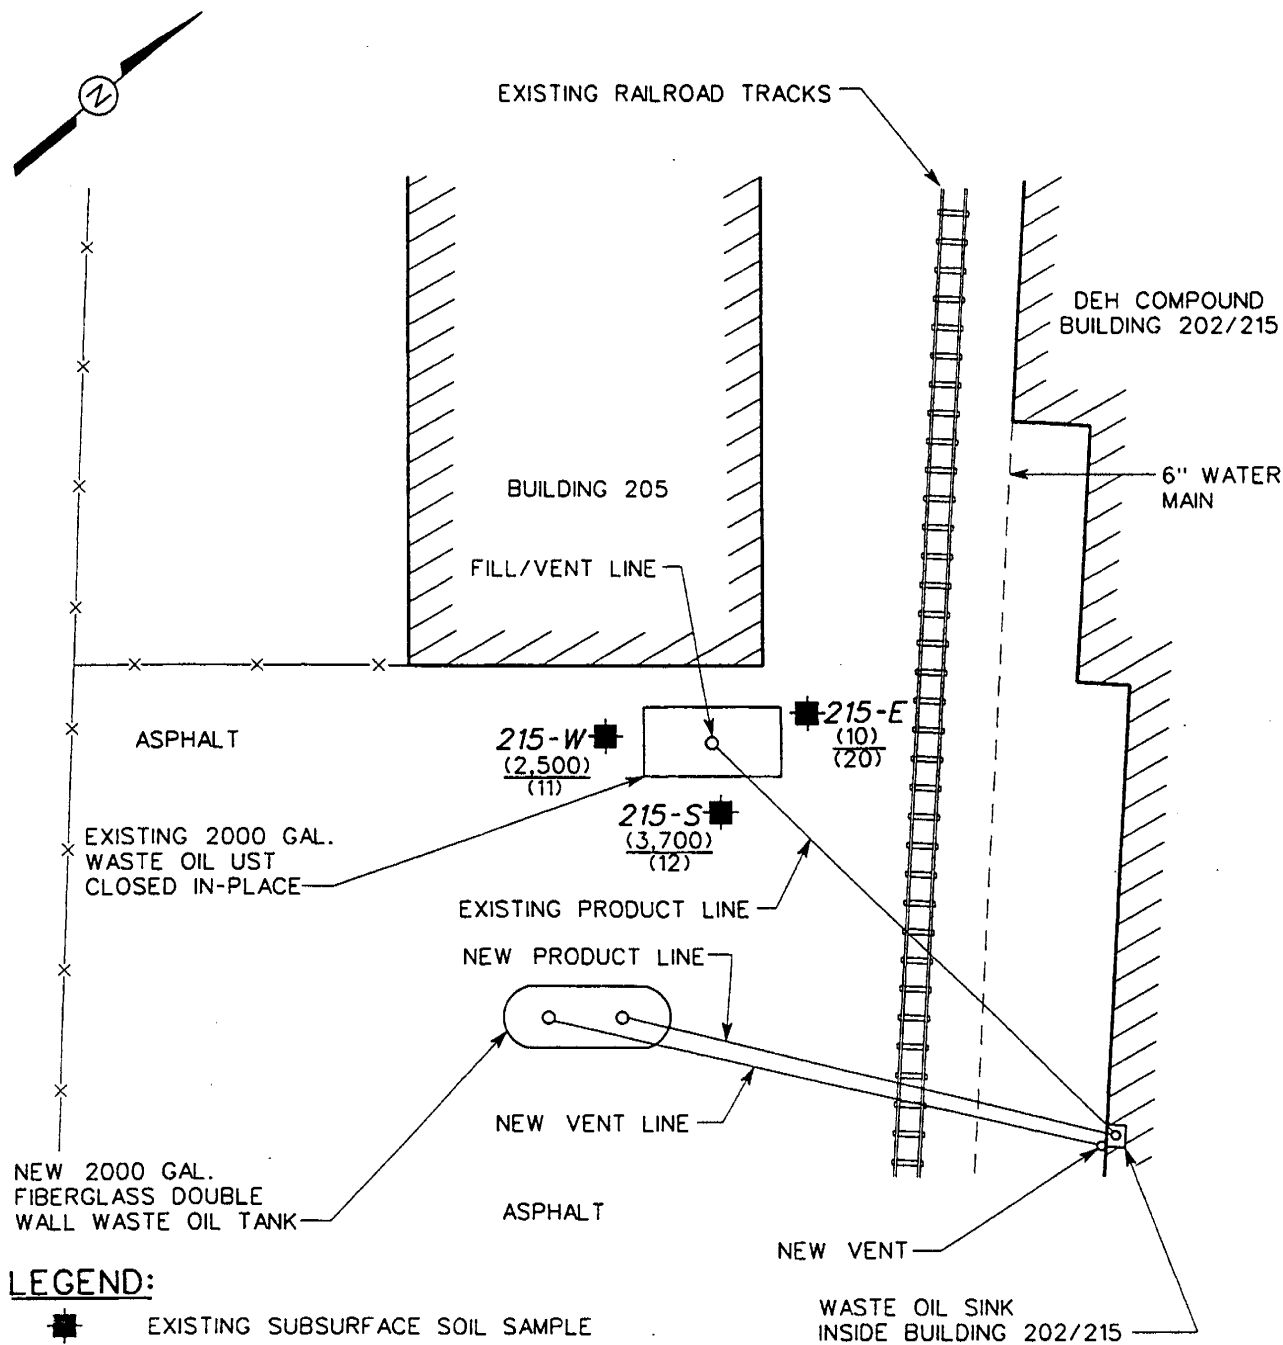 N
EXISTING RAILROAD TRACKS
DEH COMPOUND
BUILDING 202/215
6" WATER
MAIN
BUILDING 205
FILL/VENT LINE
ASPHALT
215-W
(2,500)
(11)
215-E
(10)
(20)
215-S
(3,700)
(12)
EXISTING 2000 GAL.
WASTE OIL UST
CLOSED IN-PLACE
EXISTING PRODUCT LINE
NEW PRODUCT LINE
NEW VENT LINE
NEW 2000 GAL.
FIBERGLASS DOUBLE
WALL WASTE OIL TANK
ASPHALT
NEW VENT
WASTE OIL SINK
INSIDE BUILDING 202/215
LEGEND:
EXISTING SUBSURFACE SOIL SAMPLE